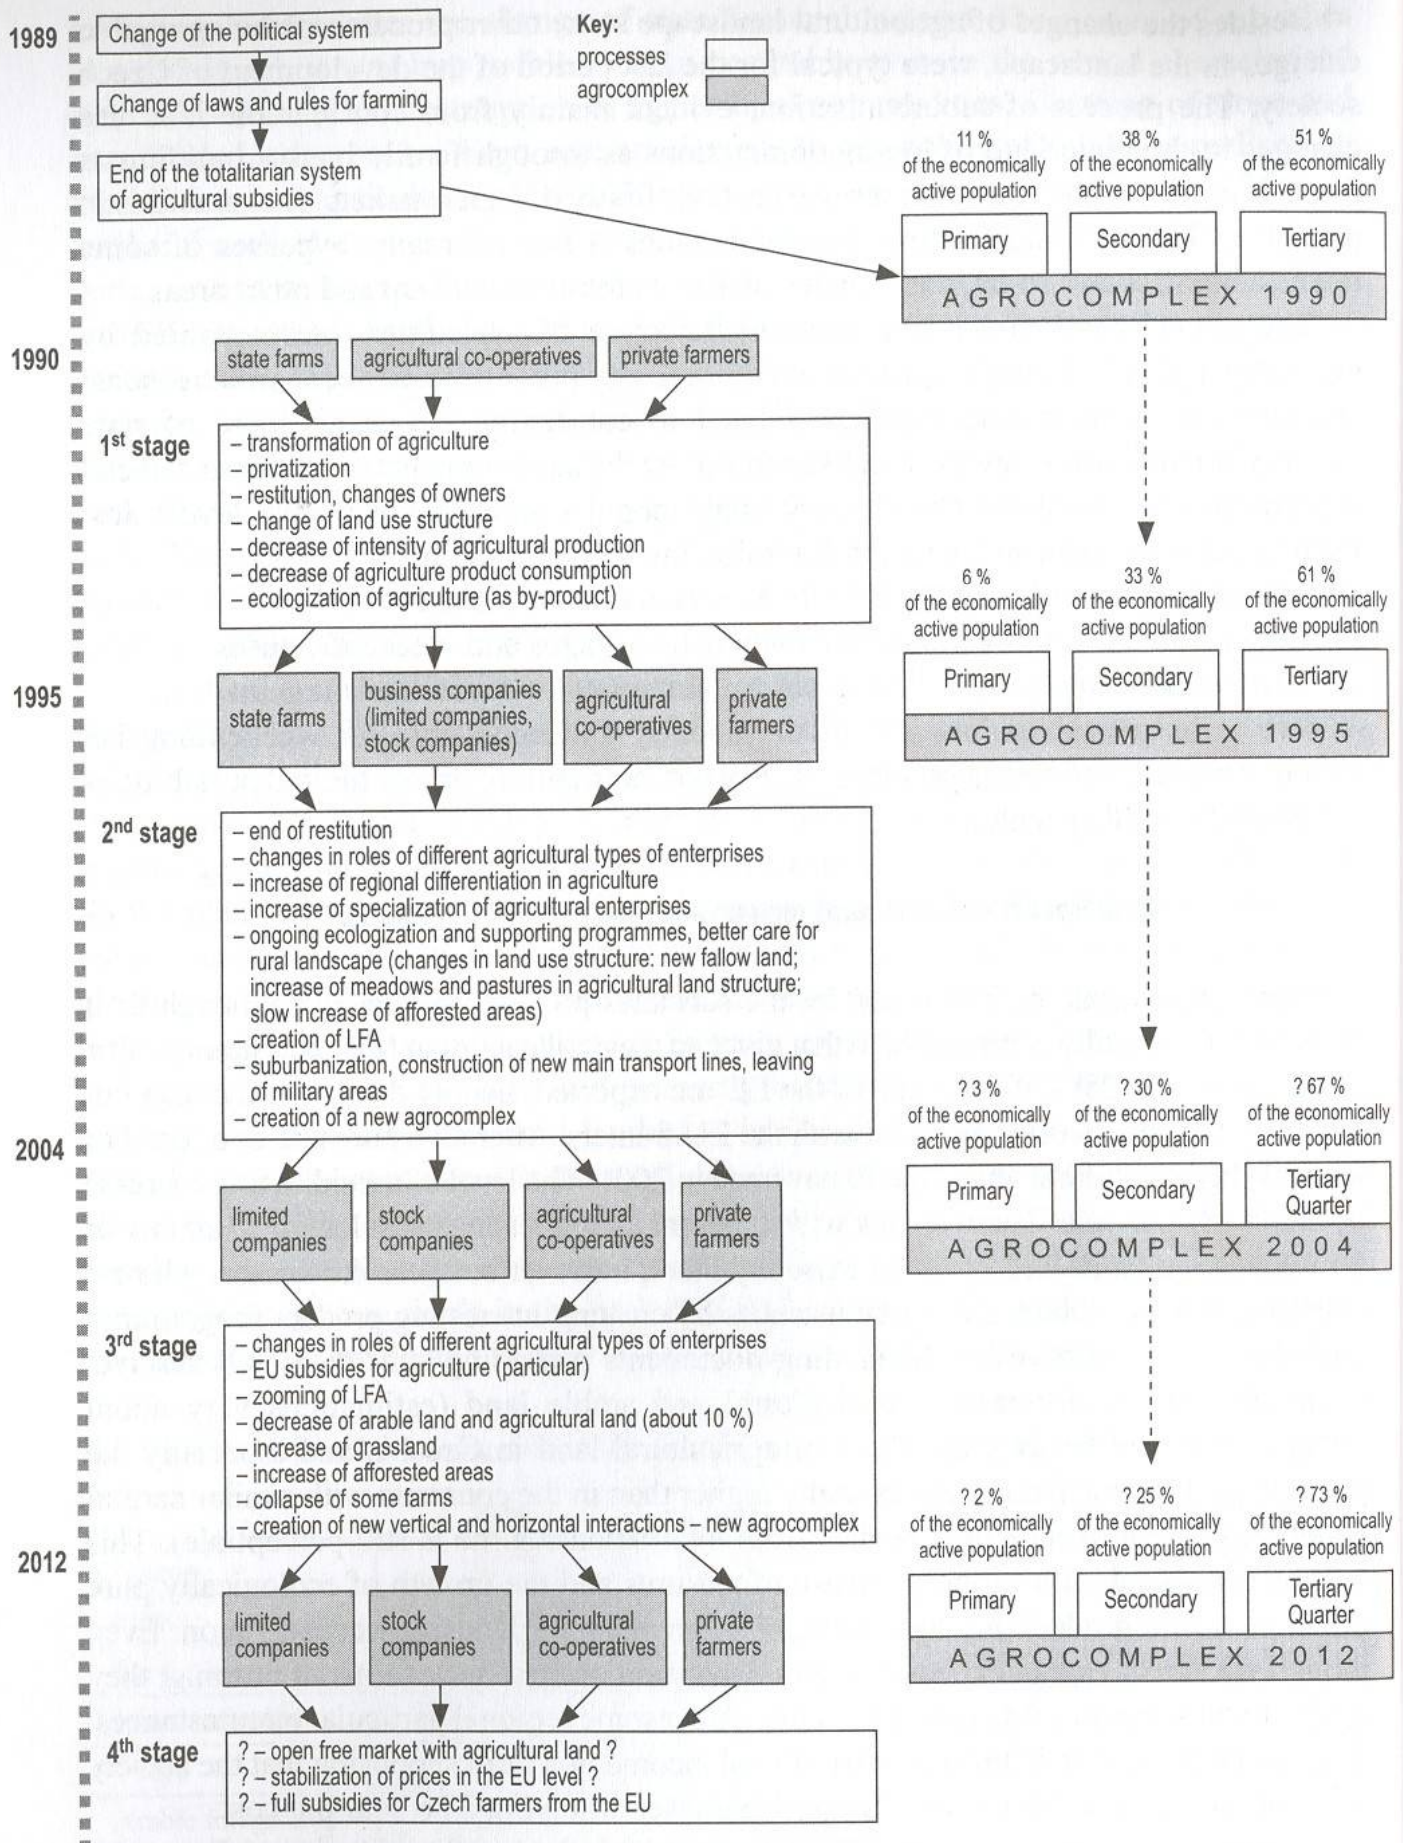 1989
Change of the political system
Change of laws and rules for farming
End of the totalitarian system
of agricultural subsidies
Key:
processes
agrocomplex
11 %
of the economically
active population
38 %
of the economically
active population
51 %
of the economically
active population
Primary
Secondary
Tertiary
AGROCOMPLEX 1990
1990
state farms
agricultural co-operatives
private farmers
1st stage
– transformation of agriculture
– privatization
– restitution, changes of owners
– change of land use structure
– decrease of intensity of agricultural production
– decrease of agriculture product consumption
– ecologization of agriculture (as by-product)
6 %
of the economically
active population
33 %
of the economically
active population
61 %
of the economically
active population
Primary
Secondary
Tertiary
AGROCOMPLEX 1995
1995
state farms
business companies
(limited companies,
stock companies)
agricultural
co-operatives
private
farmers
2nd stage
– end of restitution
– changes in roles of different agricultural types of enterprises
– increase of regional differentiation in agriculture
– increase of specialization of agricultural enterprises
– ongoing ecologization and supporting programmes, better care for
rural landscape (changes in land use structure: new fallow land;
increase of meadows and pastures in agricultural land structure;
slow increase of afforested areas)
– creation of LFA
– suburbanization, construction of new main transport lines, leaving
of military areas
– creation of a new agrocomplex
? 3 %
of the economically
active population
? 30 %
of the economically
active population
? 67 %
of the economically
active population
Primary
Secondary
Tertiary
Quarter
AGROCOMPLEX 2004
2004
limited
companies
stock
companies
agricultural
co-operatives
private
farmers
3rd stage
– changes in roles of different agricultural types of enterprises
– EU subsidies for agriculture (particular)
– zooming of LFA
– decrease of arable land and agricultural land (about 10 %)
– increase of grassland
– increase of afforested areas
– collapse of some farms
– creation of new vertical and horizontal interactions – new agrocomplex
? 2 %
of the economically
active population
? 25 %
of the economically
active population
? 73 %
of the economically
active population
Primary
Secondary
Tertiary
Quarter
AGROCOMPLEX 2012
2012
limited
companies
stock
companies
agricultural
co-operatives
private
farmers
4th stage
? – open free market with agricultural land ?
? – stabilization of prices in the EU level ?
? – full subsidies for Czech farmers from the EU